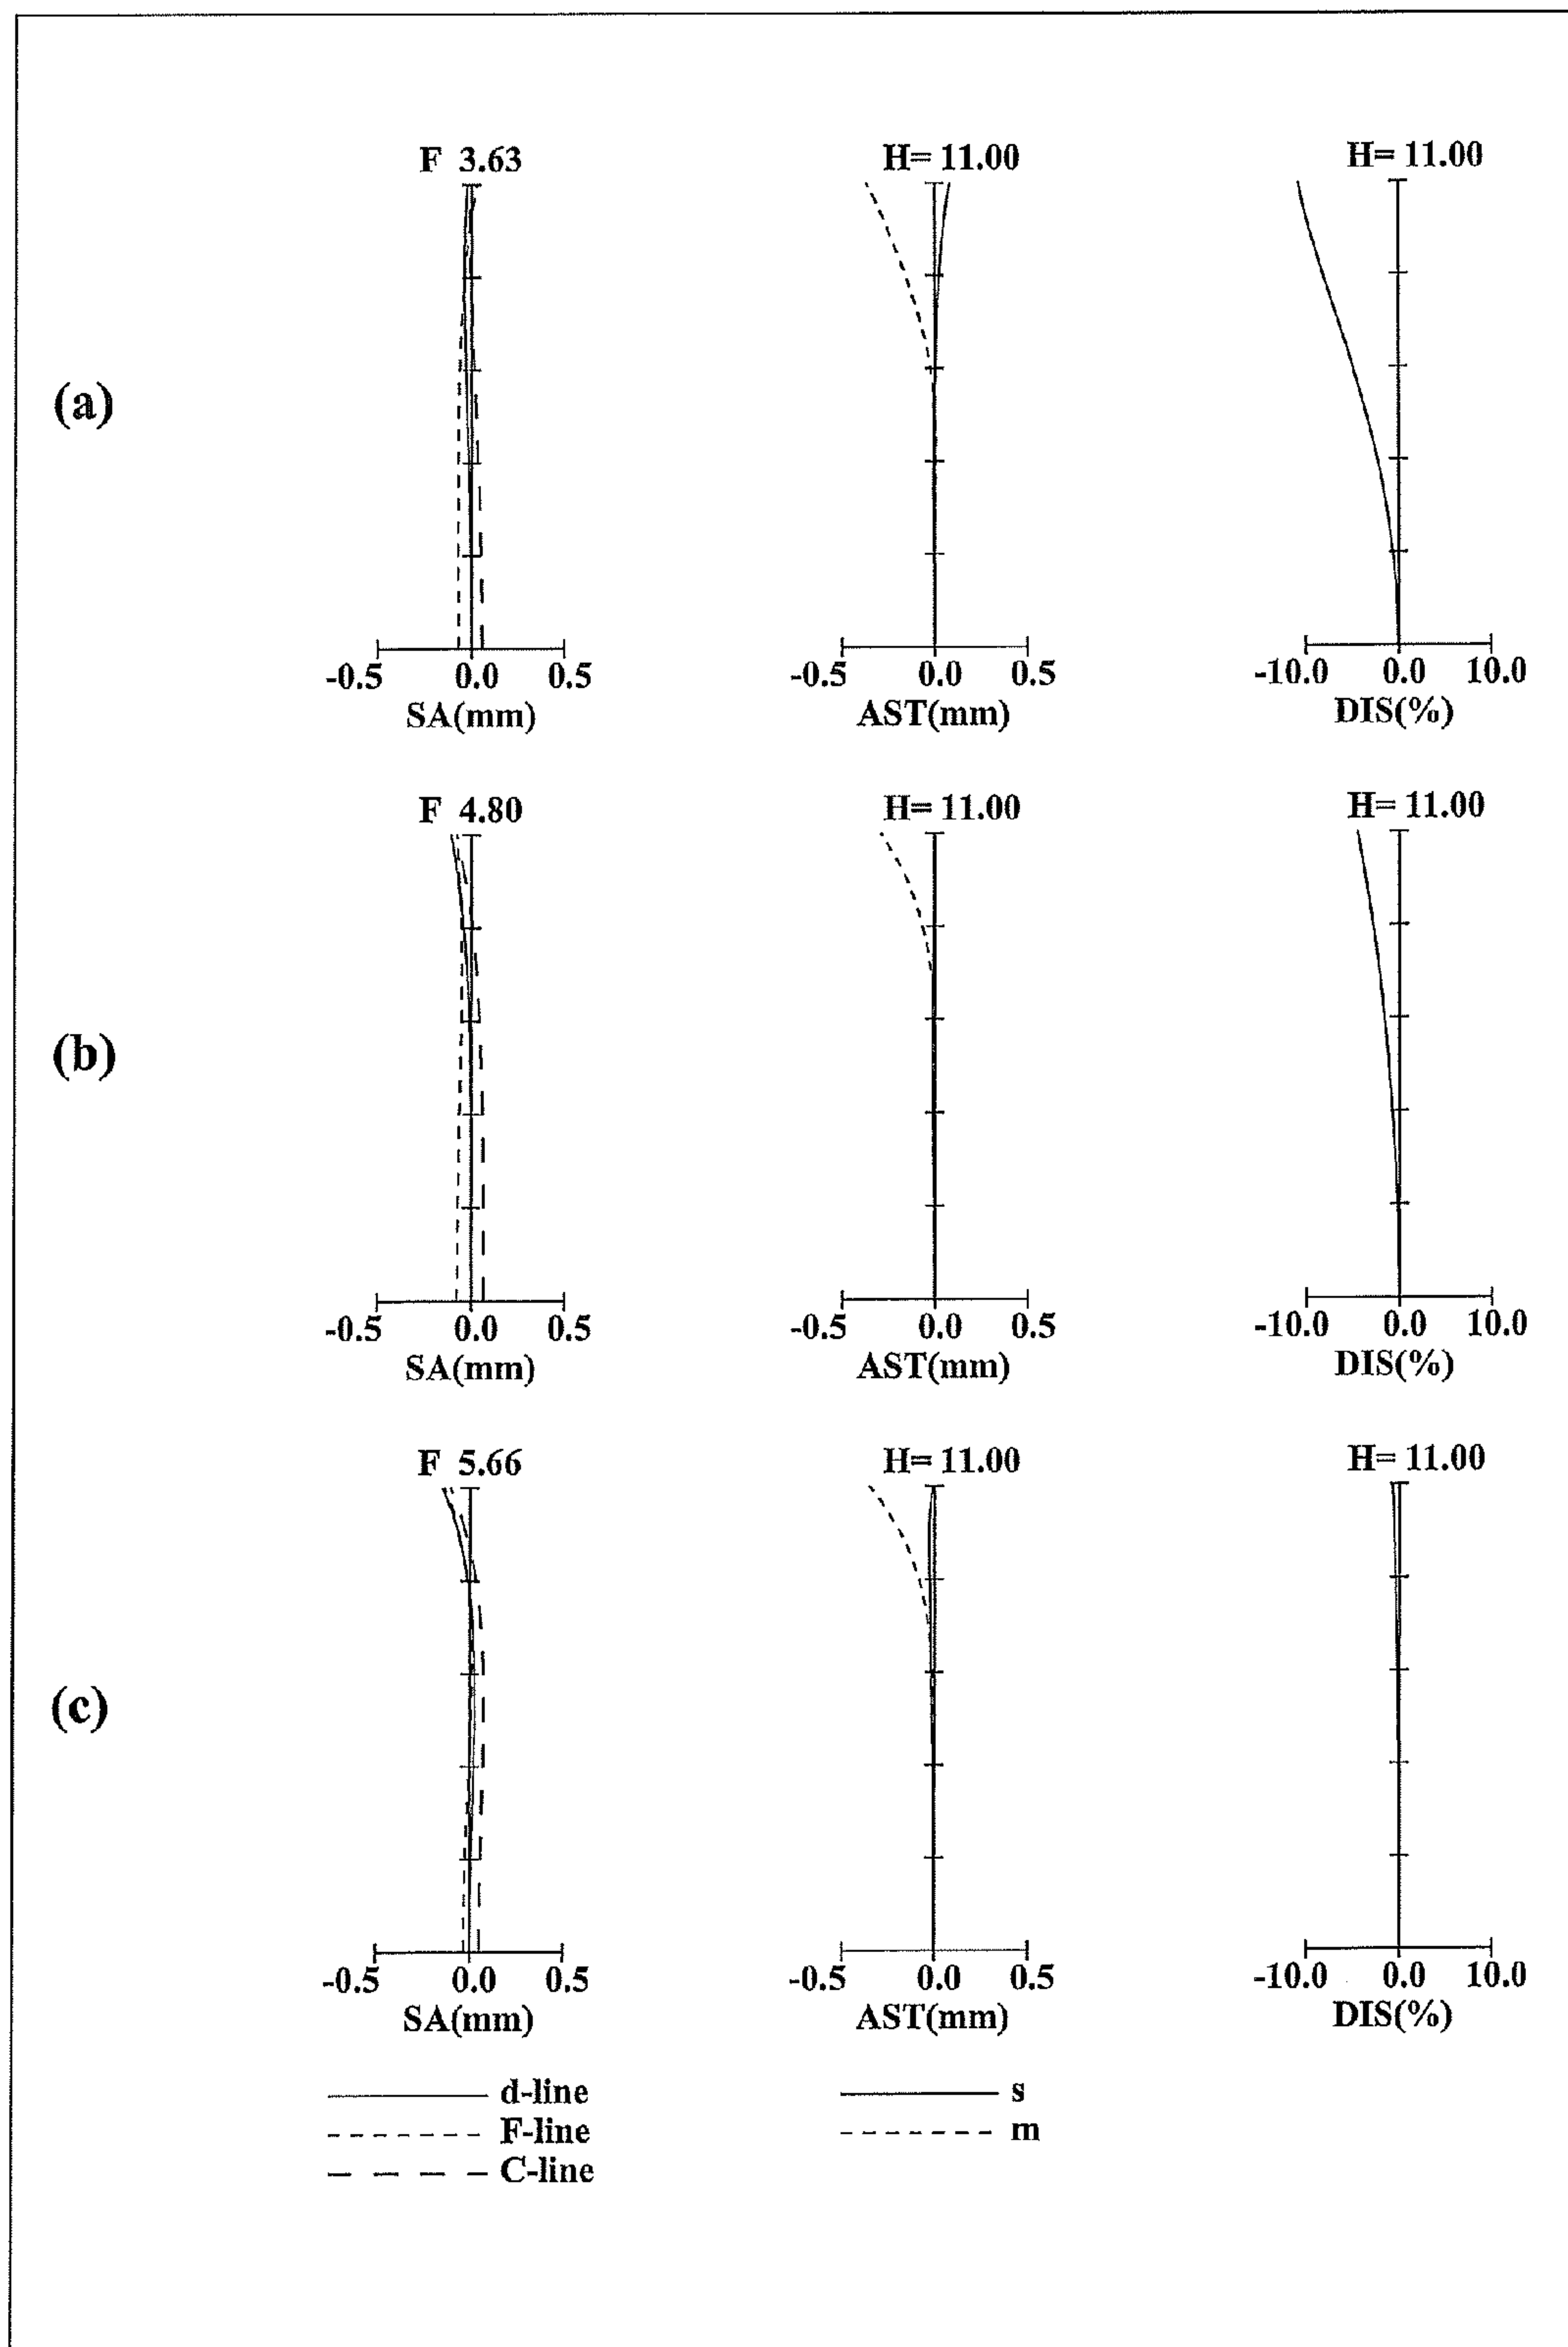 (a)
F 3.63
H= 11.00
H= 11.00
-0.5 0.0 0.5
SA(mm)
-0.5 0.0 0.5
AST(mm)
-10.0 0.0 10.0
DIS(%)
(b)
F 4.80
H= 11.00
H= 11.00
-0.5 0.0 0.5
SA(mm)
-0.5 0.0 0.5
AST(mm)
-10.0 0.0 10.0
DIS(%)
(c)
F 5.66
H= 11.00
H= 11.00
-0.5 0.0 0.5
SA(mm)
-0.5 0.0 0.5
AST(mm)
-10.0 0.0 10.0
DIS(%)
d-line
F-line
C-line
s
m